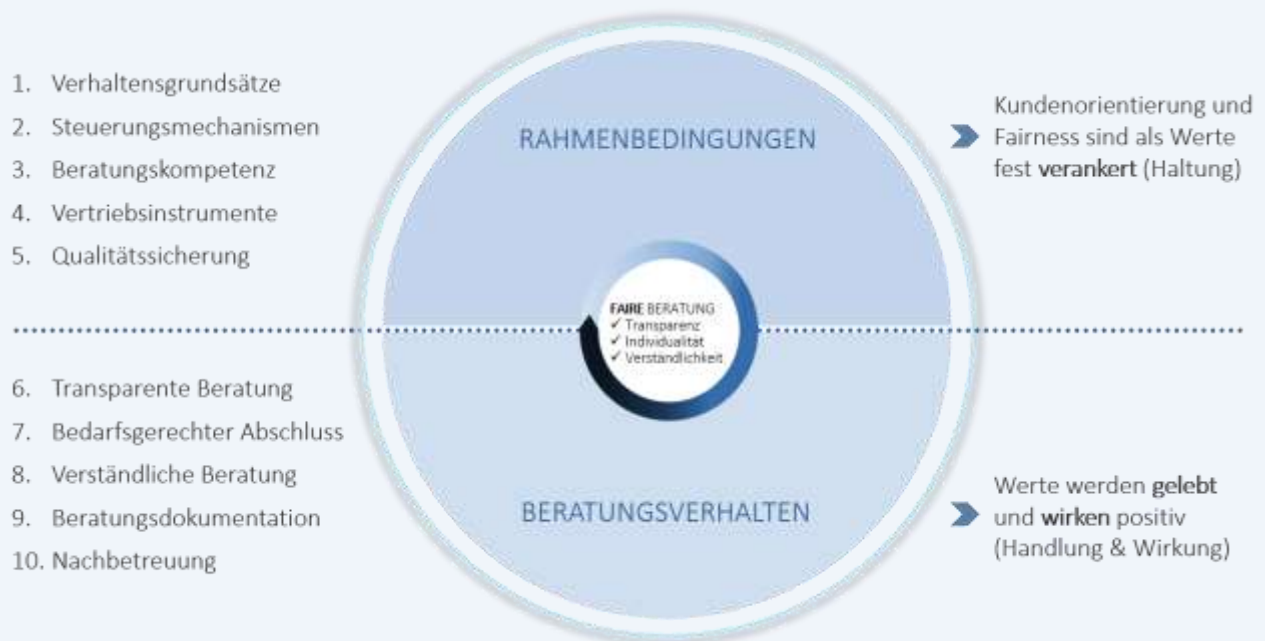 1. Verhaltensgrundsätze
2. Steuerungsmechanismen
3. Beratungskompetenz
4. Vertriebsinstrumente
5. Qualitätssicherung
RAHMENBEDINGUNGEN
Kundenorientierung und
Fairness sind als Werte
fest verankert (Haltung)
FAIRE BERATUNG
✓ Transparenz
✓ Individualität
✓ Verständlichkeit
6. Transparente Beratung
7. Bedarfsgerechter Abschluss
8. Verständliche Beratung
9. Beratungsdokumentation
10. Nachbetreuung
BERATUNGSVERHALTEN
Werte werden gelebt
und wirken positiv
(Handlung & Wirkung)